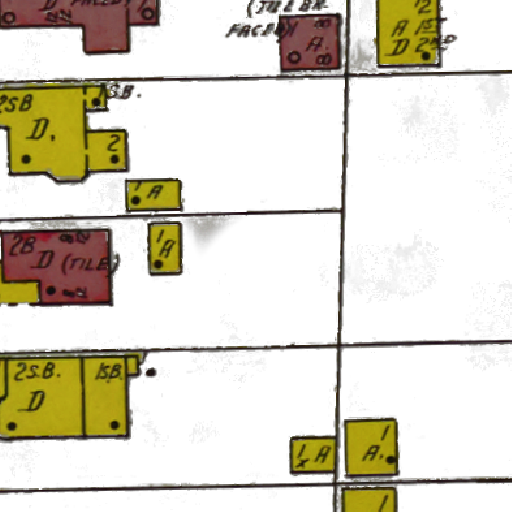 D
(TILE BR.
FACED)
A.
12
A 1ST
D 2ND
2SB
1SB.
D.
2
1 A
1
A
2B
D (TILE)
2S.B.
1SB.
D
1
A.
1
x A
1